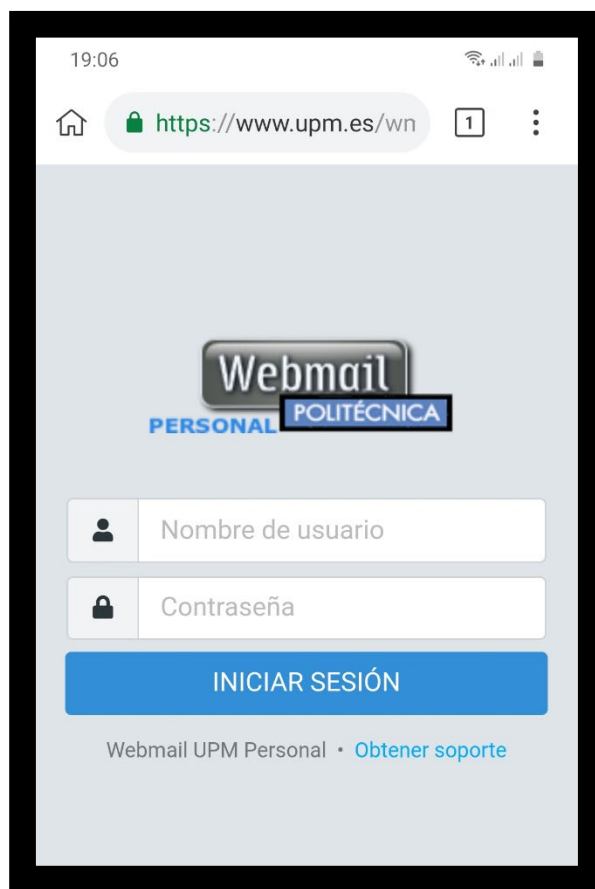 19:06
https://www.upm.es/wn
1
Webmail
PERSONAL POLITÉCNICA
Nombre de usuario
Contraseña
INICIAR SESIÓN
Webmail UPM Personal • Obtener soporte